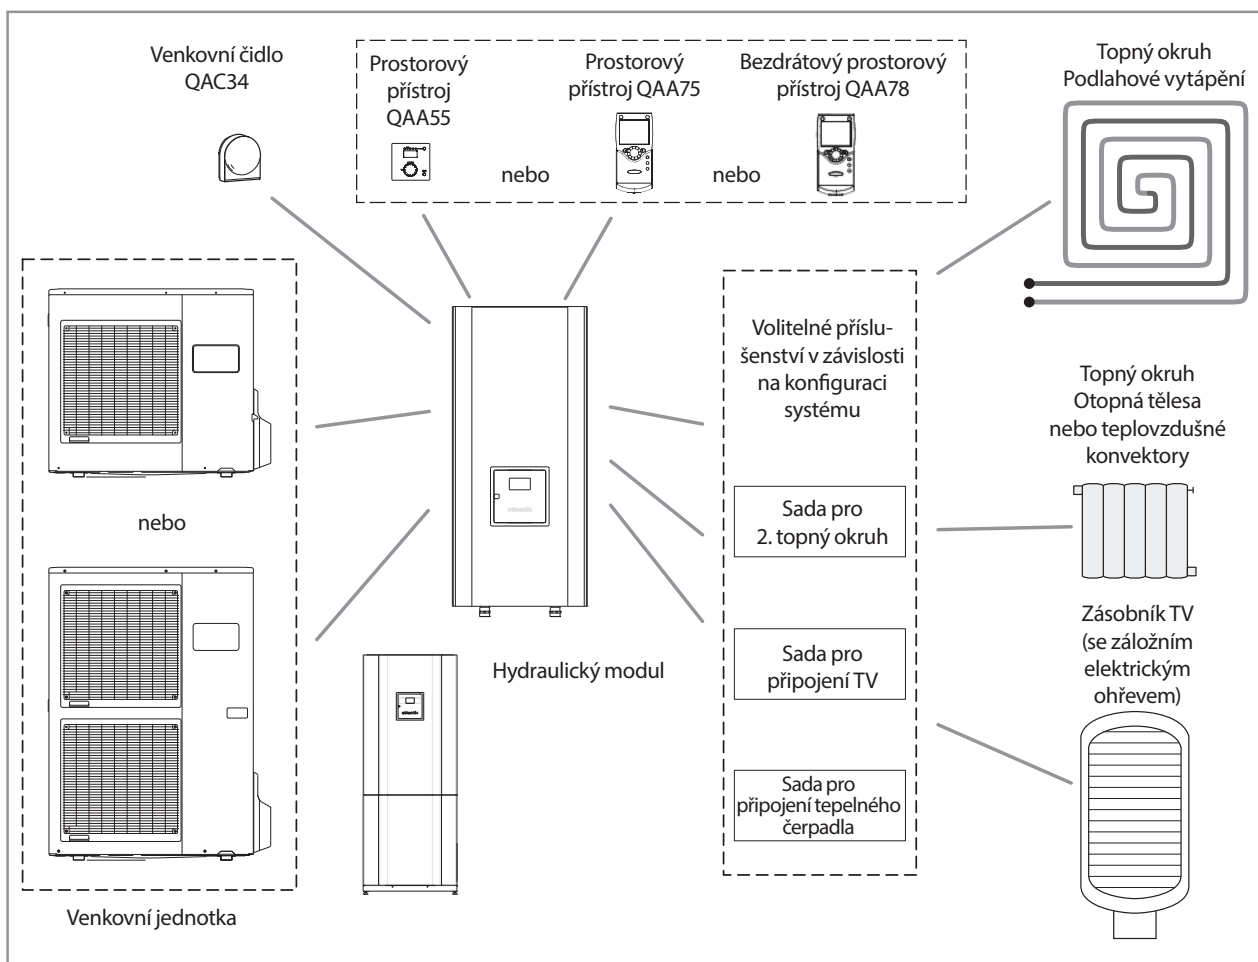 Venkovní čidlo
QAC34
Prostorový
přístroj
QAA55
nebo
Prostorový
přístroj QAA75
nebo
Bezdrátový prostorový
přístroj QAA78
Topný okruh
Podlahové vytápění
Volitelné příslu-
šenství v závislosti
na konfiguraci
systému
Topný okruh
Otopná tělesa
nebo teplovzdušné
konvektory
nebo
Sada pro
2. topný okruh
Zásobník TV
(se záložním
elektrickým
ohřevem)
Hydraulický modul
Sada pro
připojení TV
Sada pro
připojení tepelného
čerpadla
Venkovní jednotka